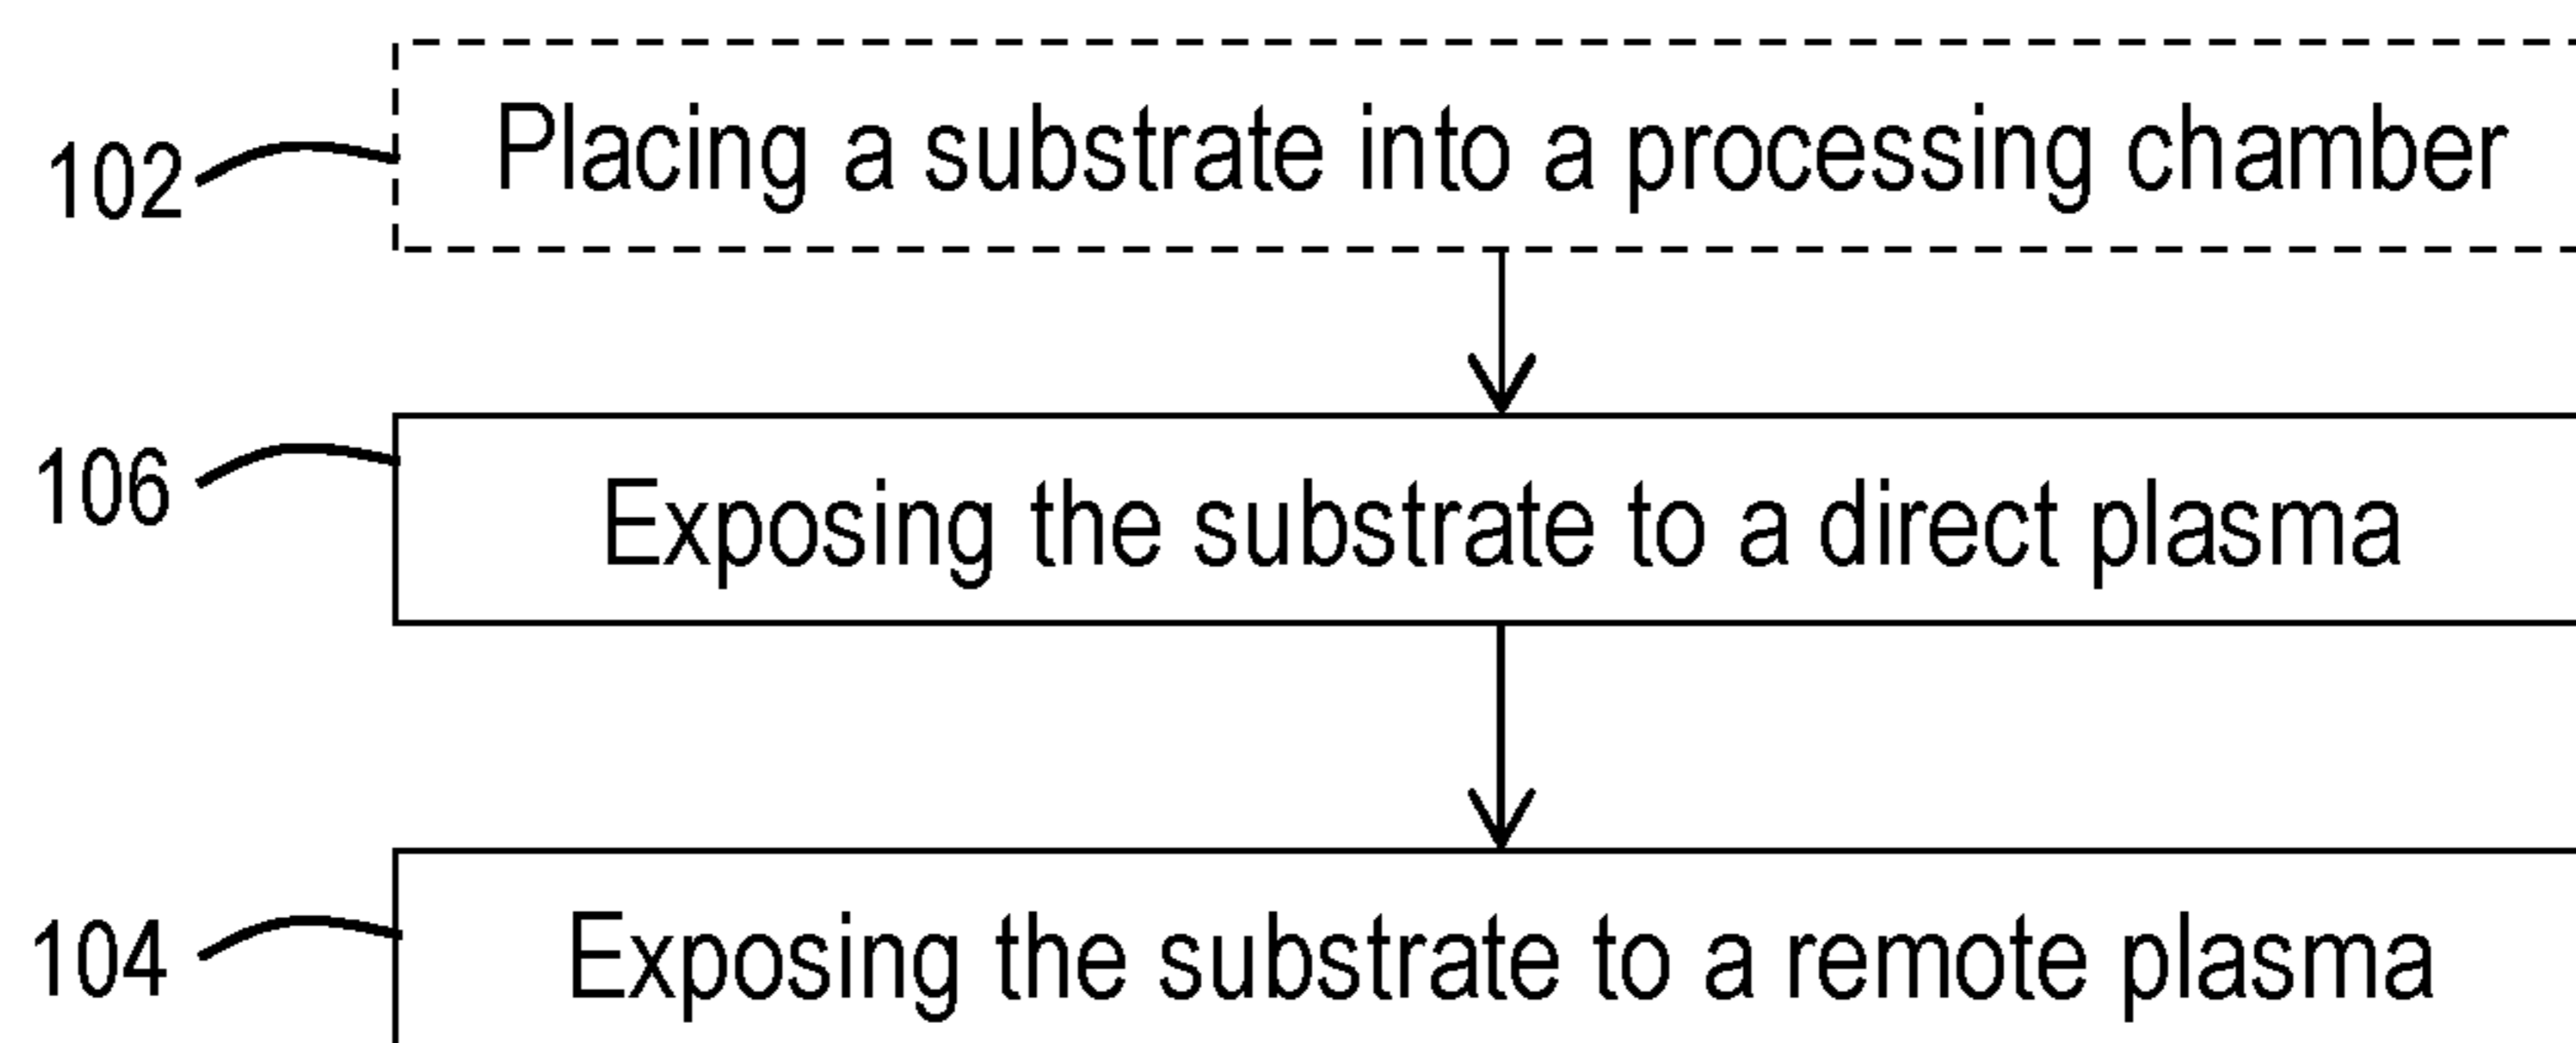 102 Placing a substrate into a processing chamber
106 Exposing the substrate to a direct plasma
104 Exposing the substrate to a remote plasma